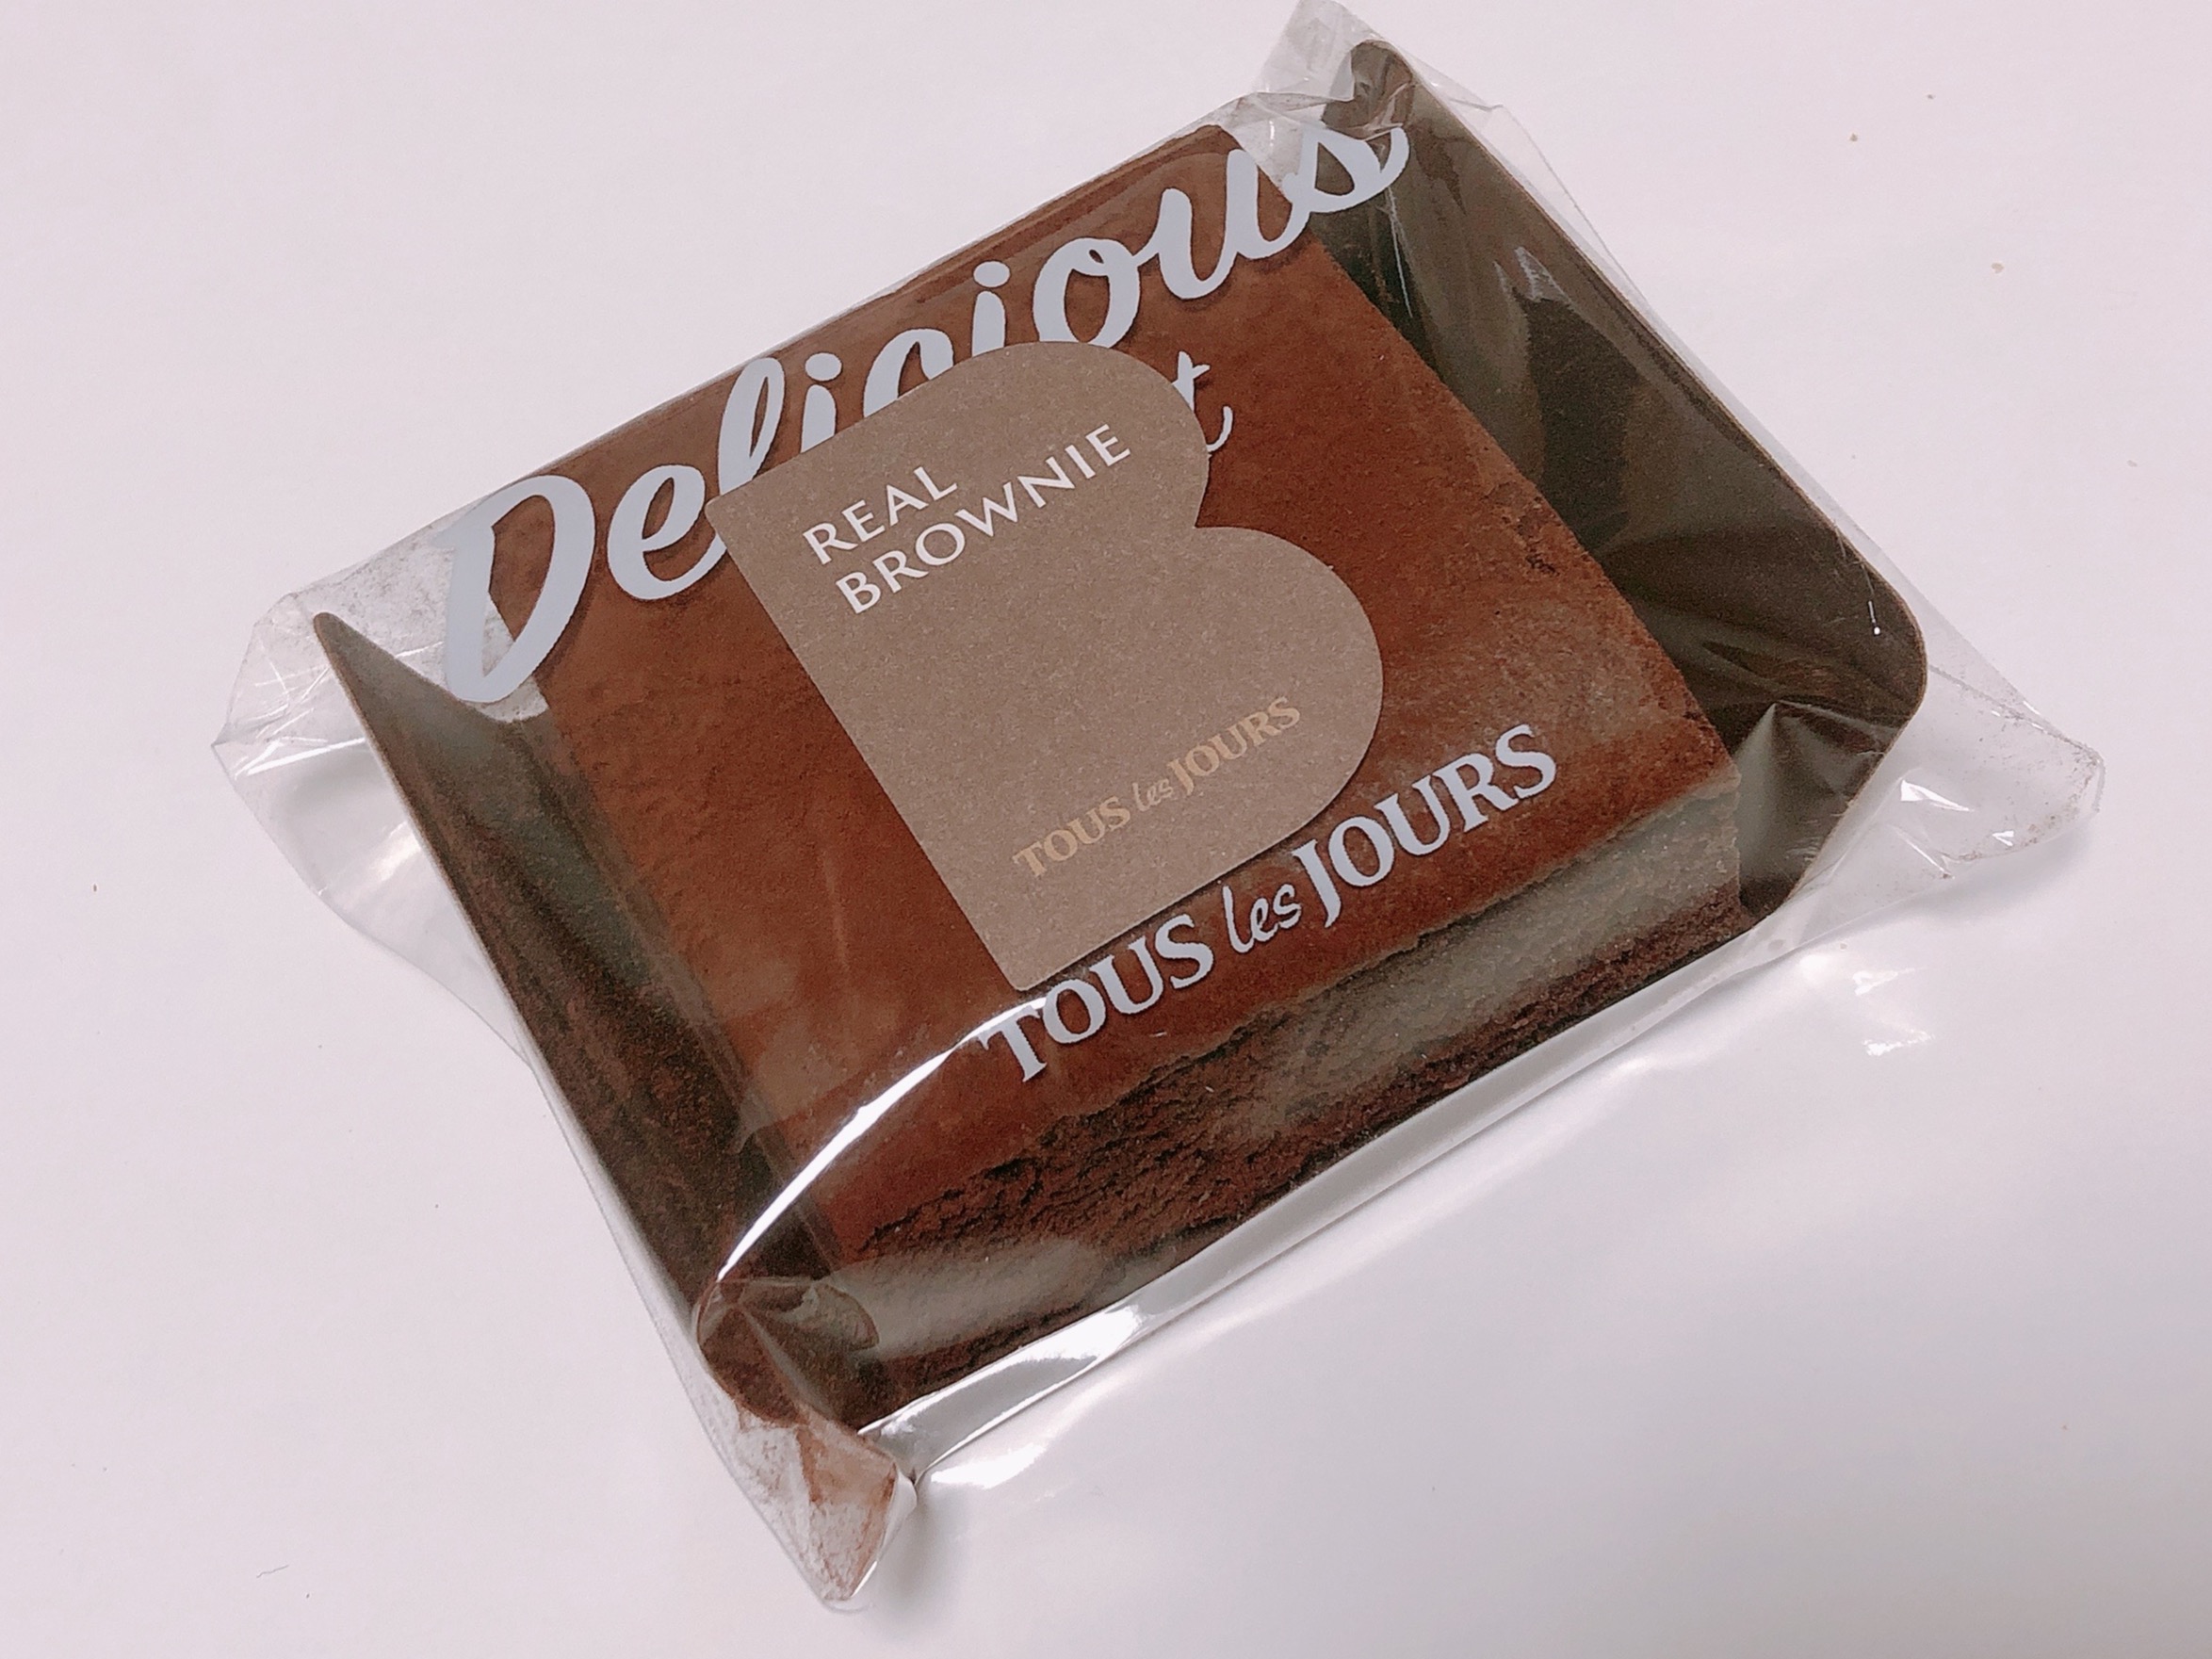 Delicious
REAL
BROWNIE
TOUS les JOURS
TOUS les JOURS